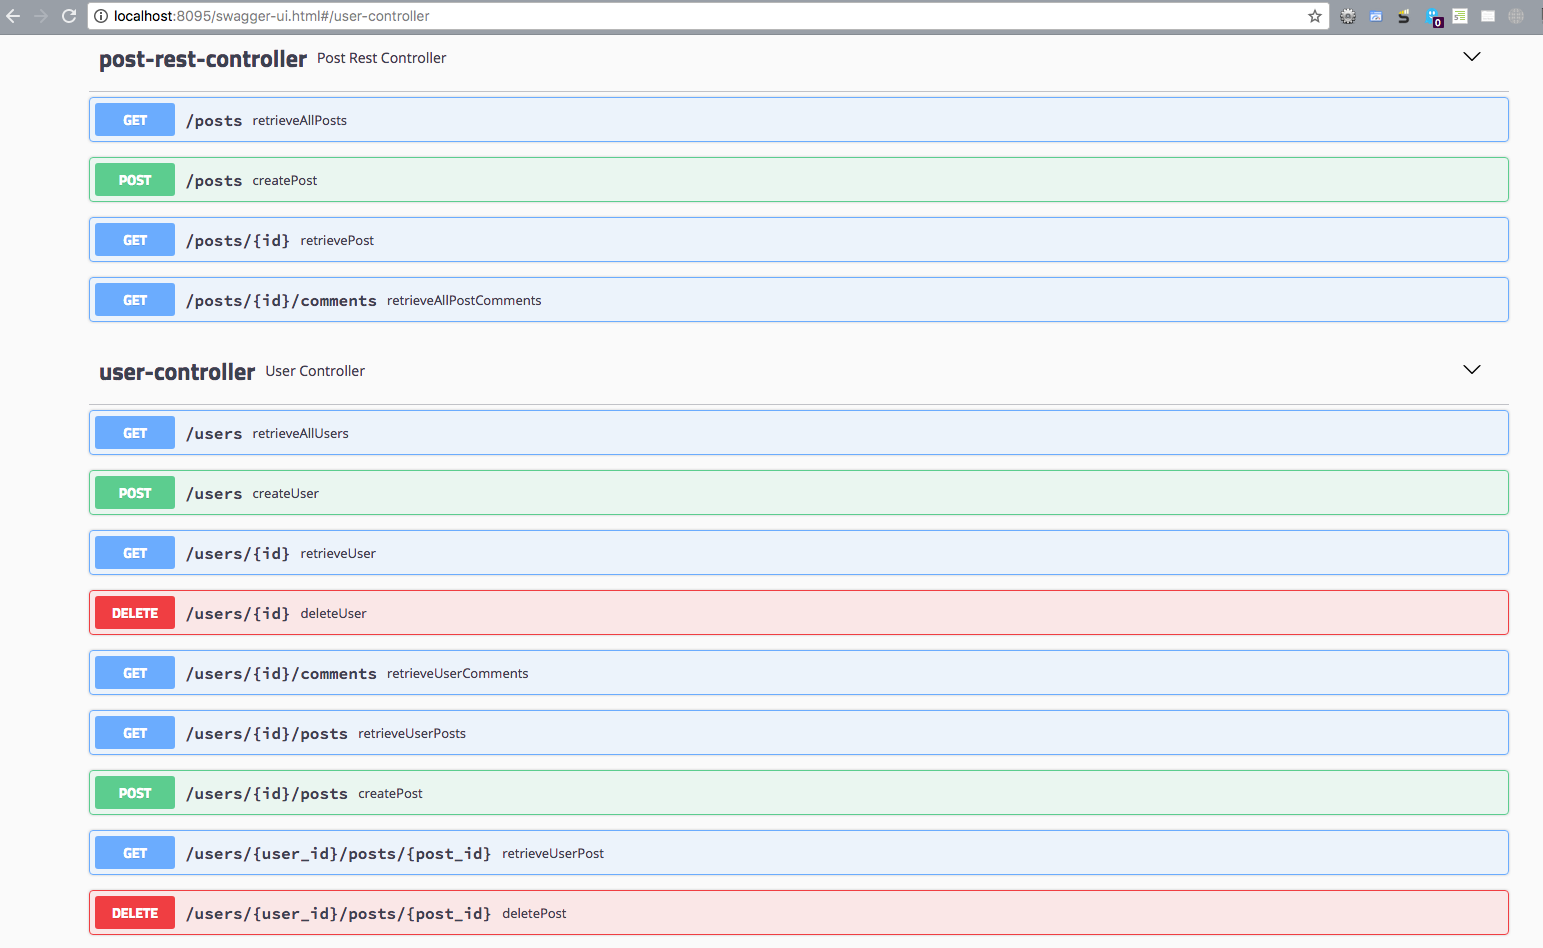 localhost:8095/swagger-ui.html#/user-controller
0
post-rest-controller Post Rest Controller
GET /posts retrieveAllPosts
POST /posts createPost
GET /posts/{id} retrievePost
GET /posts/{id}/comments retrieveAllPostComments
user-controller User Controller
GET /users retrieveAllUsers
POST /users createUser
GET /users/{id} retrieveUser
DELETE /users/{id} deleteUser
GET /users/{id}/comments retrieveUserComments
GET /users/{id}/posts retrieveUserPosts
POST /users/{id}/posts createPost
GET /users/{user_id}/posts/{post_id} retrieveUserPost
DELETE /users/{user_id}/posts/{post_id} deletePost